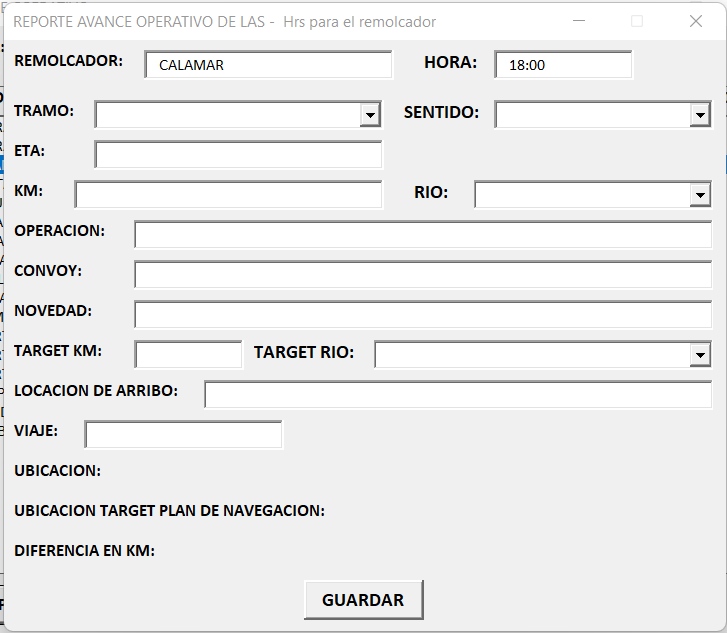 REPORTE AVANCE OPERATIVO DE LAS - Hrs para el remolcador
REMOLCADOR: CALAMAR HORA: 18:00
TRAMO: SENTIDO:
ETA:
KM: RIO:
OPERACION:
CONVOY:
NOVEDAD:
TARGET KM: TARGET RIO:
LOCACION DE ARRIBO:
VIAJE:
UBICACION:
UBICACION TARGET PLAN DE NAVEGACION:
DIFERENCIA EN KM:
GUARDAR